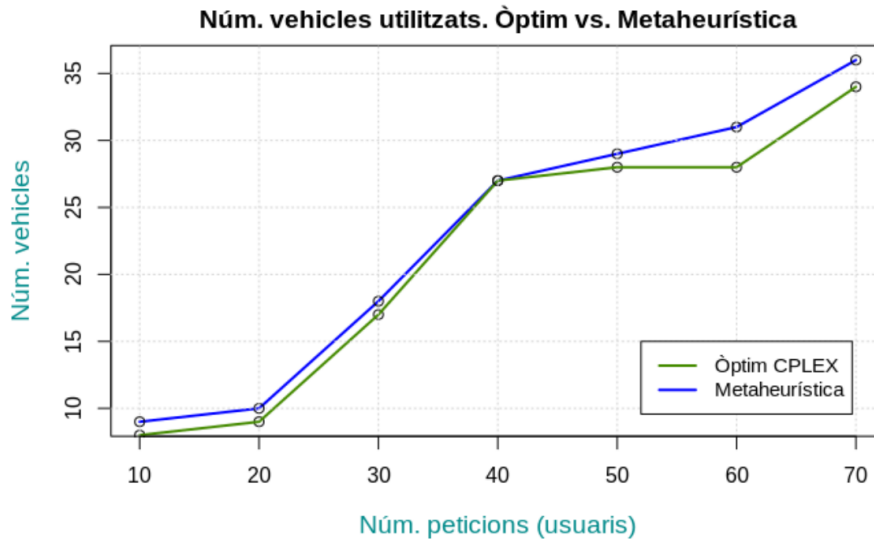 Núm. vehicles utilitzats. Òptim vs. Metaheurística
Núm. vehicles
35
30
25
20
15
10
Òptim CPLEX
Metaheurística
10 20 30 40 50 60 70
Núm. peticions (usuaris)